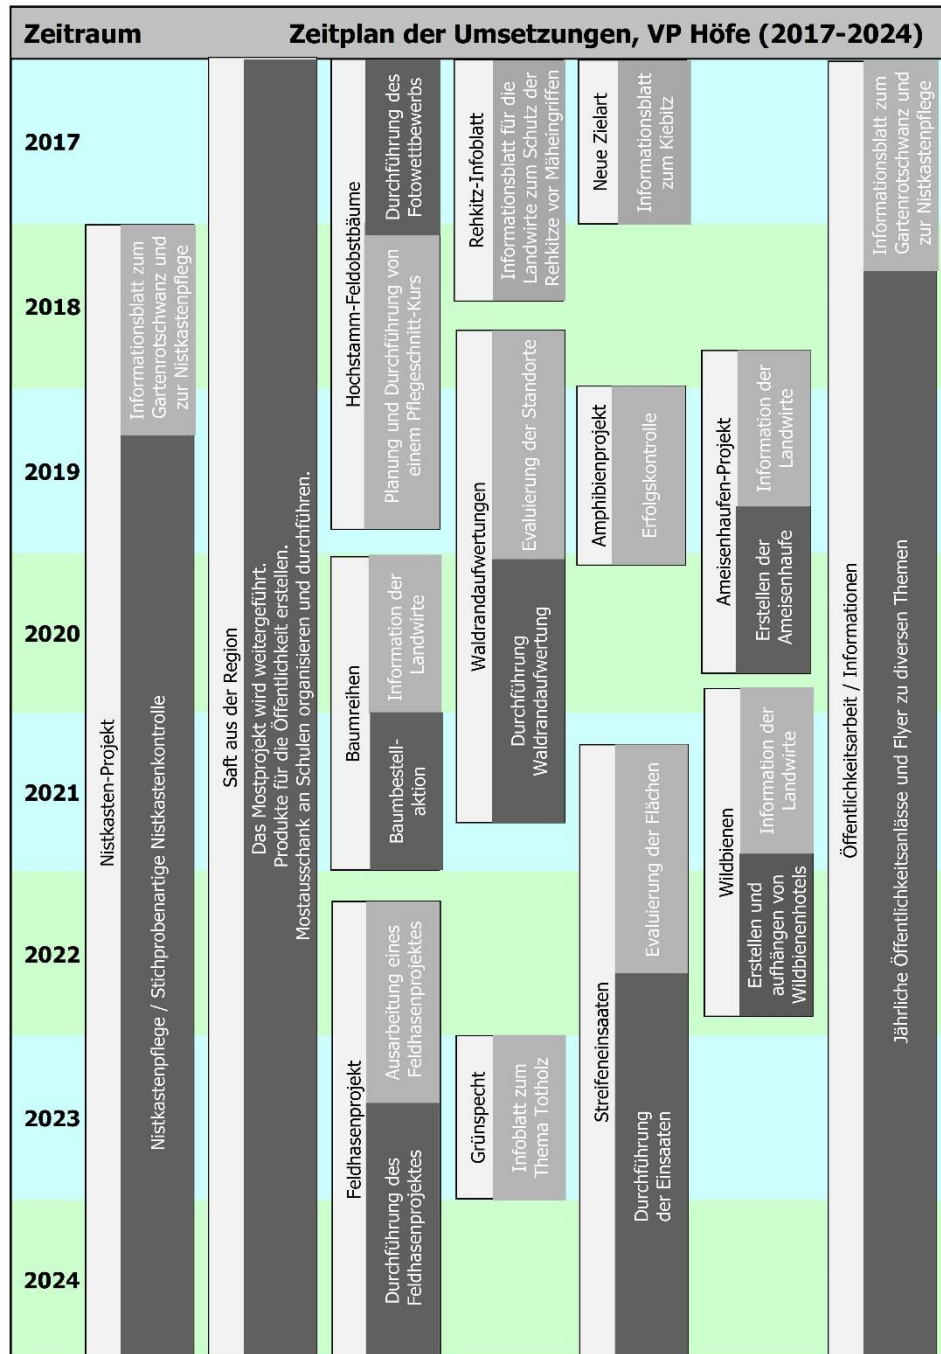 Zeitraum
Zeitplan der Umsetzungen, VP Höfe (2017-2024)
2017
2018
2019
2020
2021
2022
2023
2024
Nistkasten-Projekt
Informationsblatt zum
Gartenrotschwanz und
zur Nistkastenpflege
Nistkastenpflege / Stichprobenartige Nistkastenkontrolle
Saft aus der Region
Das Mostprojekt wird weitergeführt.
Produkte für die Öffentlichkeit erstellen.
Mostausschank an Schulen organisieren und durchführen.
Hochstamm-Feldobstbäume
Durchführung des
Fotowettbewerbs
Planung und Durchführung von
einem Pflegeschnitt-Kurs
Baumreihen
Information der
Landwirte
Baumbestell-
aktion
Feldhasenprojekt
Ausarbeitung eines
Feldhasenprojektes
Durchführung des
Feldhasenprojektes
Rehkitz-Infoblatt
Informationsblatt für die
Landwirte zum Schutz der
Rehkitze vor Mäheingriffen
Waldrandaufwertungen
Evaluierung der Standorte
Durchführung
Waldrandaufwertung
Grünspecht
Infoblatt zum
Thema Totholz
Neue Zielart
Informationsblatt
zum Kiebitz
Amphibienprojekt
Erfolgskontrolle
Streifeneinsaaten
Evaluierung der Flächen
Durchführung
der Einsaaten
Ameisenhaufen-Projekt
Information der
Landwirte
Erstellen der
Ameisenhaufe
Wildbienen
Information der
Landwirte
Erstellen und
aufhängen von
Wildbienenhotels
Öffentlichkeitsarbeit / Informationen
Informationsblatt zum
Gartenrotschwanz und
zur Nistkastenpflege
Jährliche Öffentlichkeitsanlässe und Flyer zu diversen Themen